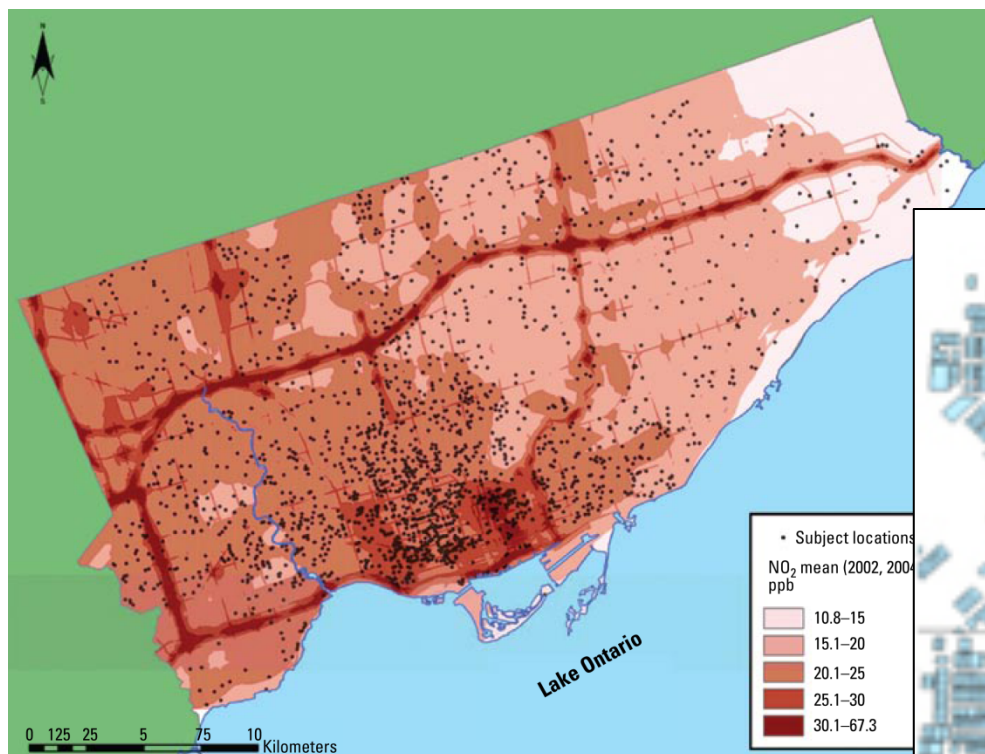 N
S
• Subject locations
NO₂ mean (2002, 2004
ppb
10.8–15
15.1–20
20.1–25
25.1–30
30.1–67.3
Lake Ontario
0 125 25 5 75 10
Kilometers